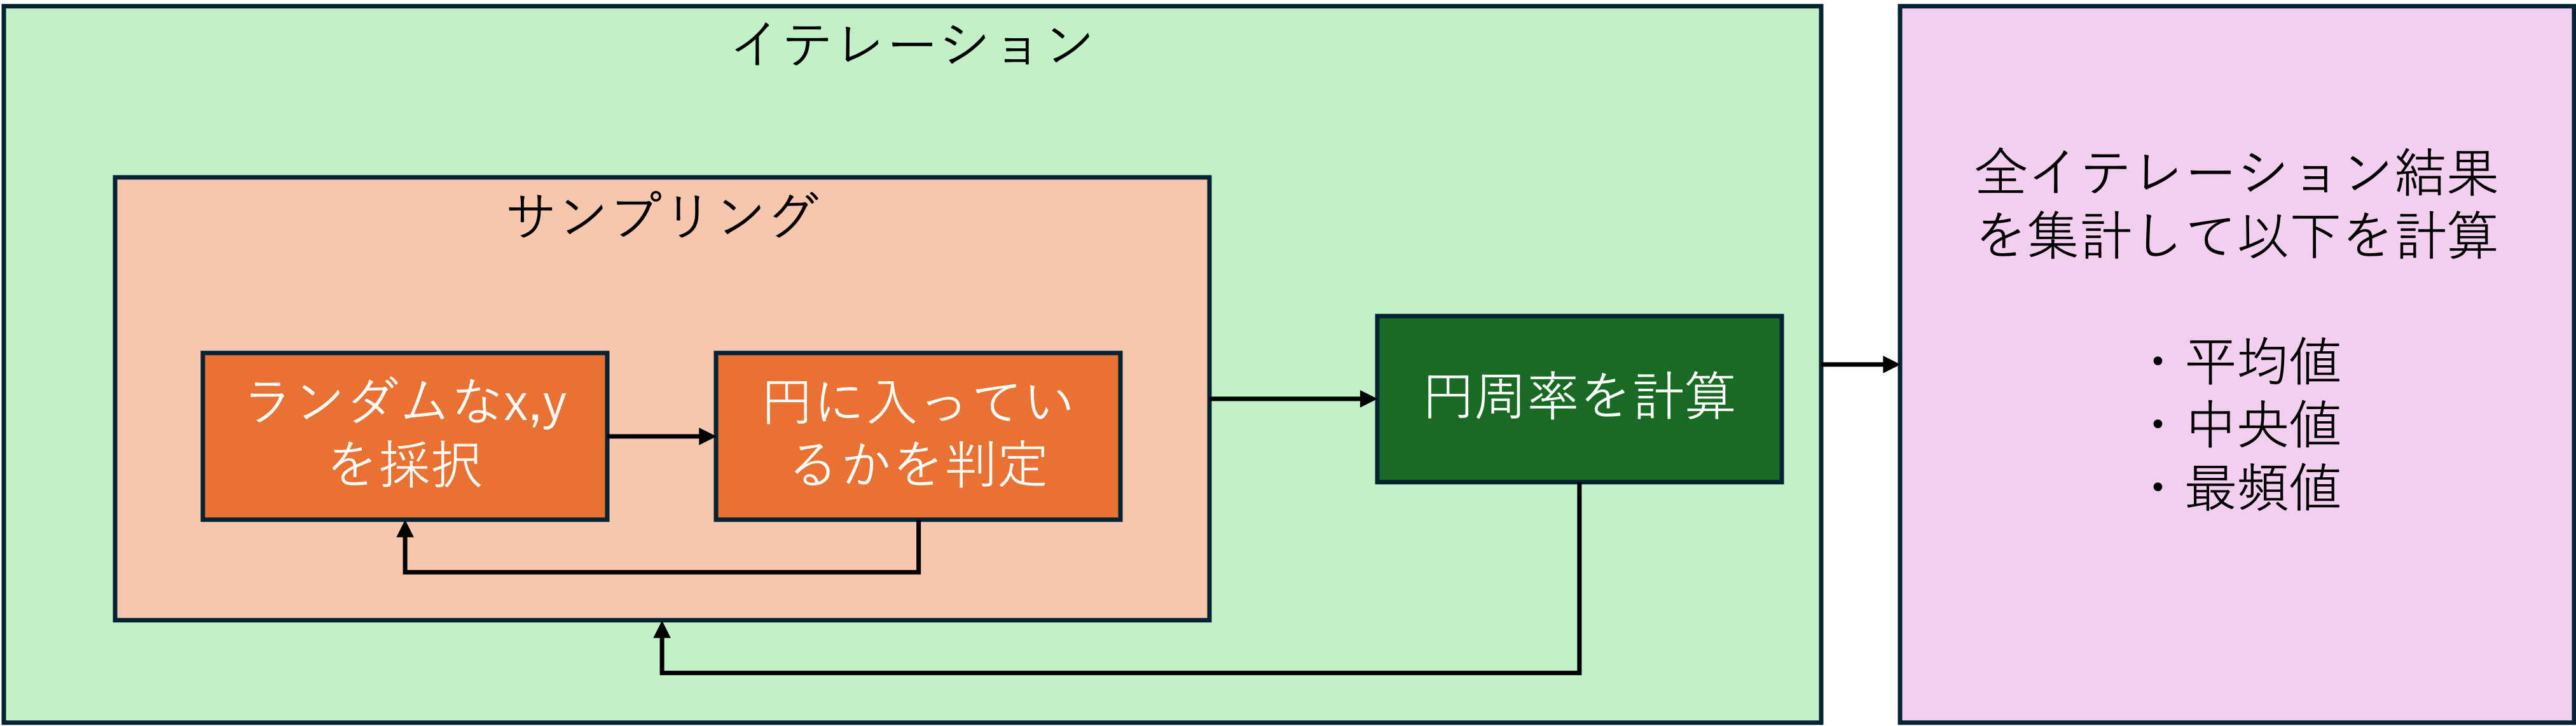 イテレーション
サンプリング
ランダムなx,y
を採択
円に入ってい
るかを判定
円周率を計算
全イテレーション結果
を集計して以下を計算
・平均値
・中央値
・最頻値